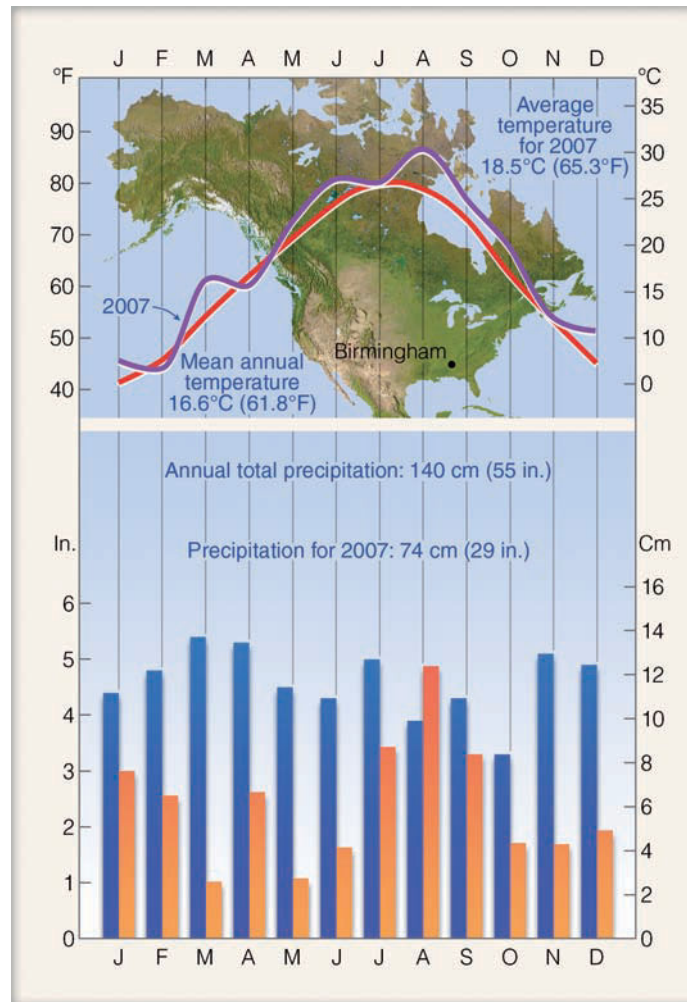 J F M A M J J A S O N D
°F
°C
90
80
70
60
50
40
35
30
25
20
15
10
0
Average
temperature
for 2007
18.5°C (65.3°F)
2007
Birmingham
Mean annual
temperature
16.6°C (61.8°F)
Annual total precipitation: 140 cm (55 in.)
Precipitation for 2007: 74 cm (29 in.)
In.
Cm
6
5
4
3
2
1
0
16
14
12
10
8
6
4
2
0
J F M A M J J A S O N D